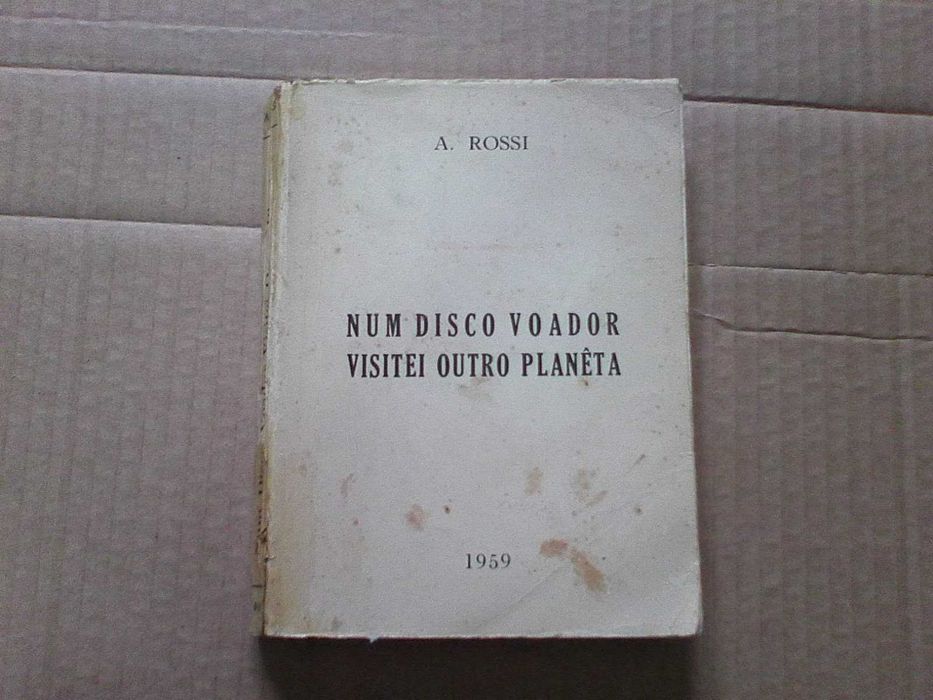 A. ROSSI
NUM DISCO VOADOR
VISITEI OUTRO PLANÊTA
1959